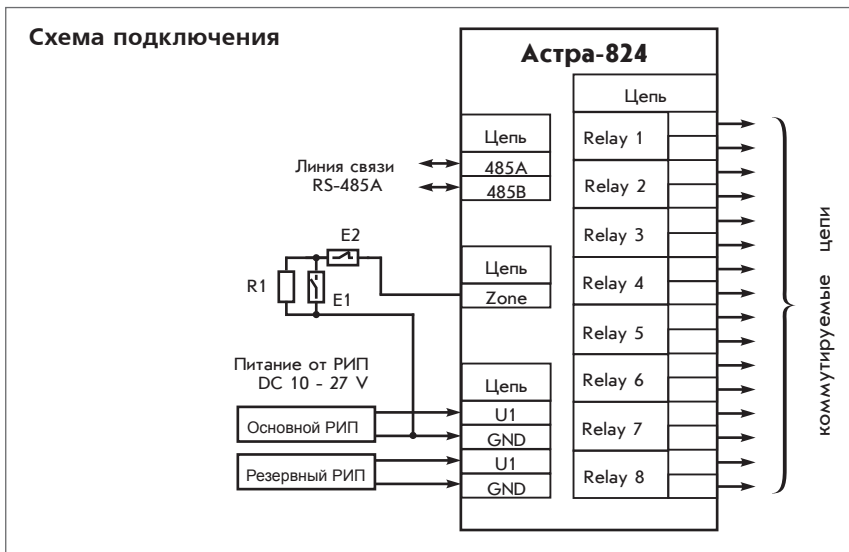 Схема подключения
Астра-824
Цепь
Цепь
485А
485В
Линия связи
RS-485A
Цепь
Zone
R1
E1
E2
Питание от РИП
DC 10 - 27 V
Цепь
U1
GND
U1
GND
Основной РИП
Резервный РИП
Relay 1
Relay 2
Relay 3
Relay 4
Relay 5
Relay 6
Relay 7
Relay 8
коммутируемые цепи